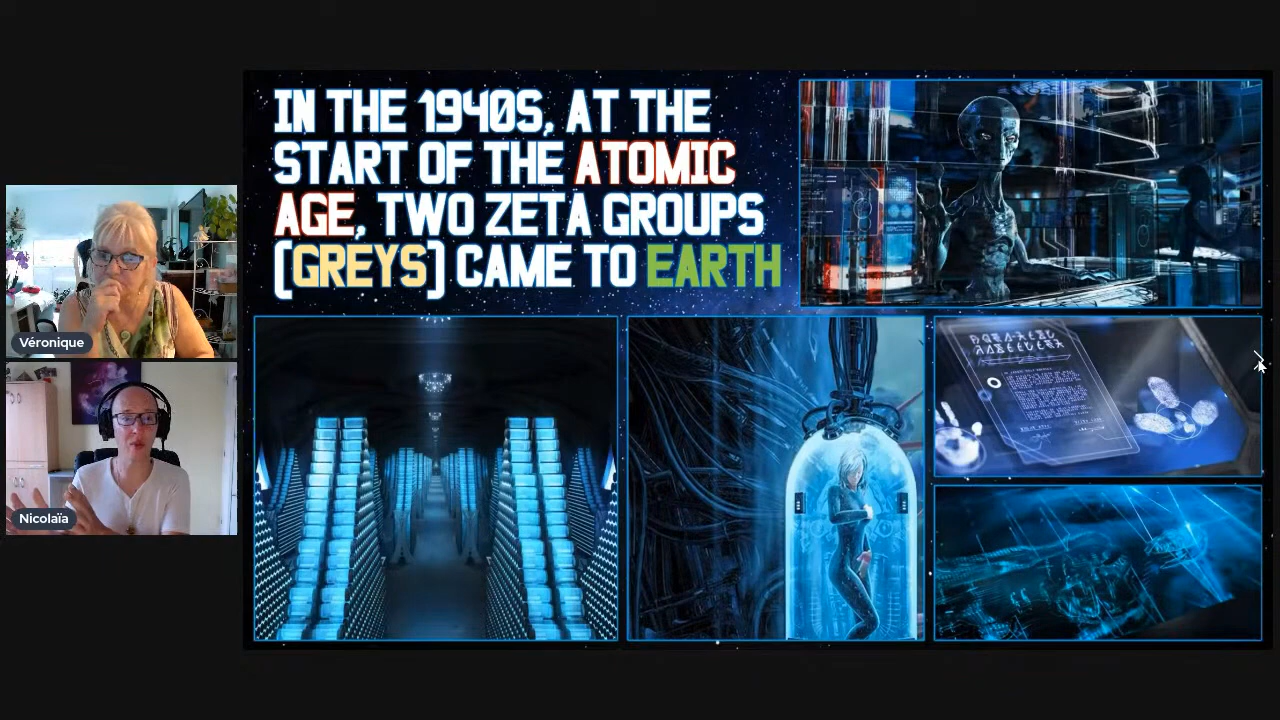 IN THE 1940S, AT THE
START OF THE ATOMIC
AGE, TWO ZETA GROUPS
(GREYS) CAME TO EARTH
Véronique
Nicolaïa